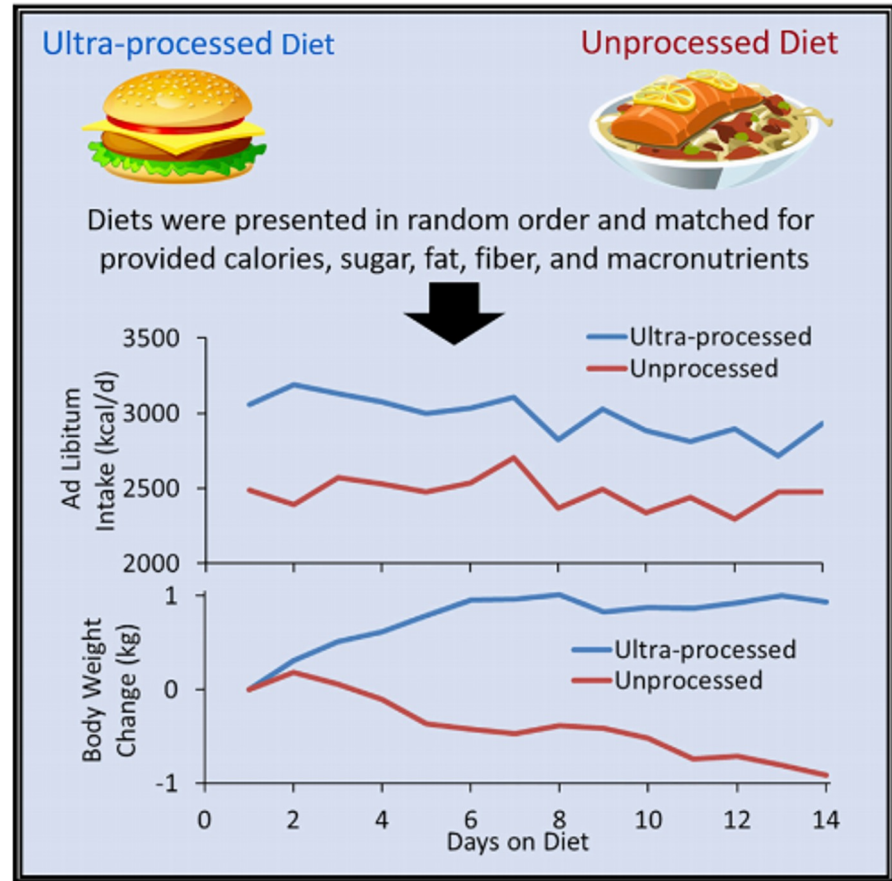 Ultra-processed Diet
Unprocessed Diet
Diets were presented in random order and matched for
provided calories, sugar, fat, fiber, and macronutrients
Ad Libitum
Intake (kcal/d)
3500
3000
2500
2000
Ultra-processed
Unprocessed
Body Weight
Change (kg)
1
0
-1
Ultra-processed
Unprocessed
0 2 4 6 8 10 12 14
Days on Diet